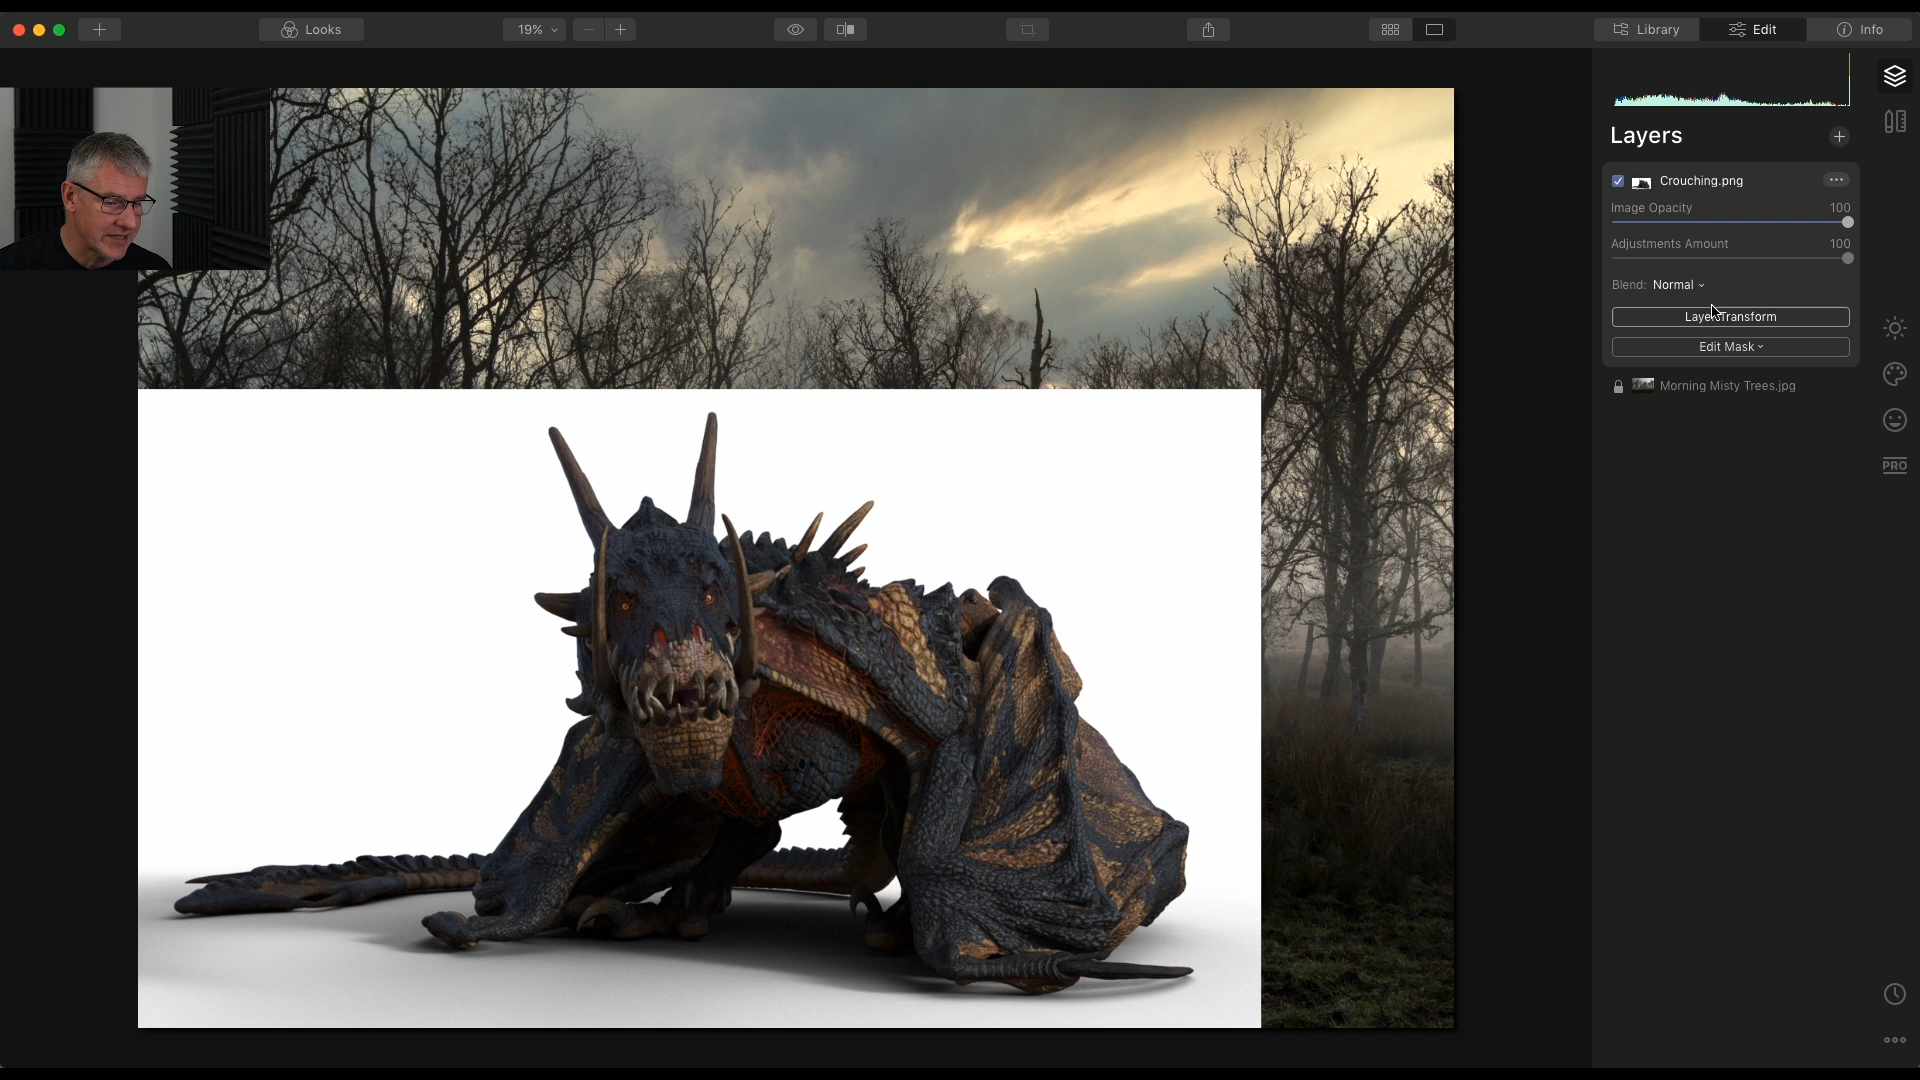 Looks
19%
Library
Edit
Info
Layers
Crouching.png
Image Opacity 100
Adjustments Amount 100
Blend: Normal
Layer Transform
Edit Mask
Morning Misty Trees.jpg
PRO